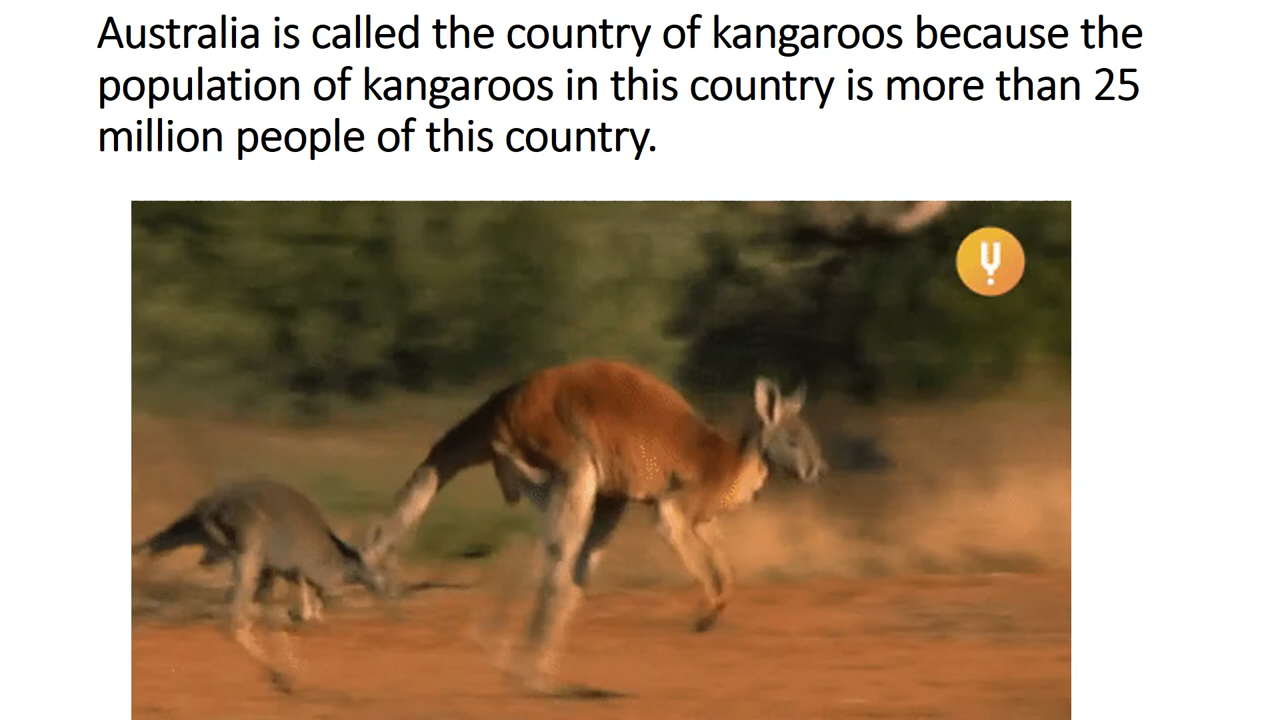 Australia is called the country of kangaroos because the
population of kangaroos in this country is more than 25
million people of this country.